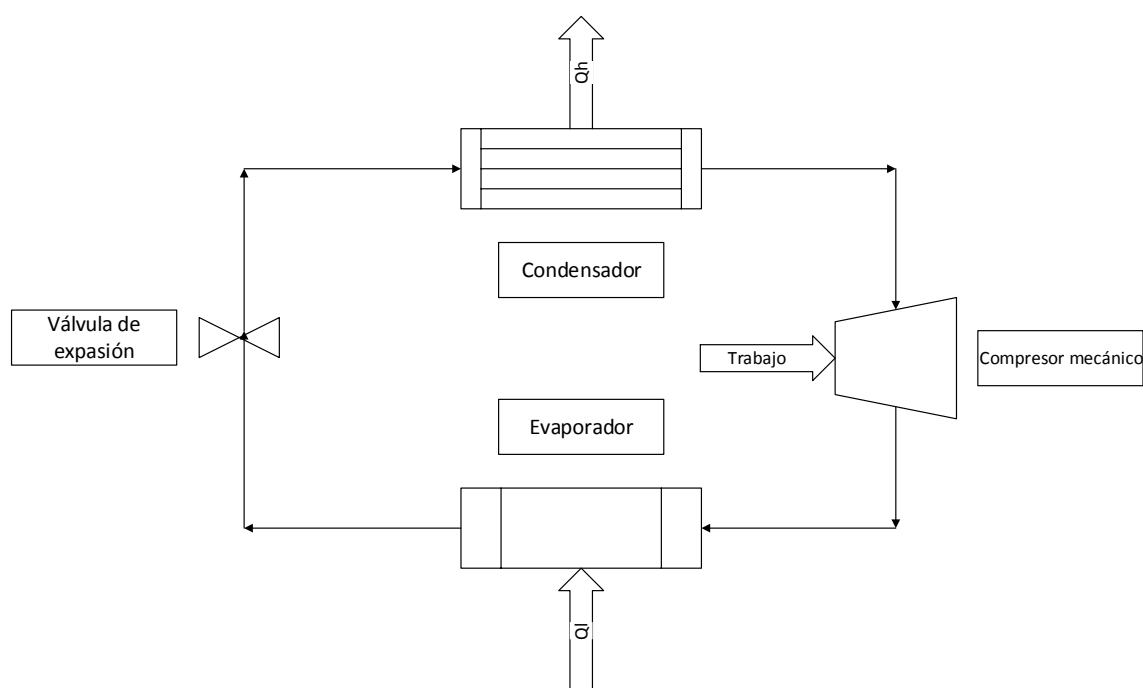 Qh
Condensador
Válvula de
expasión
Trabajo
Compresor mecánico
Evaporador
Ql